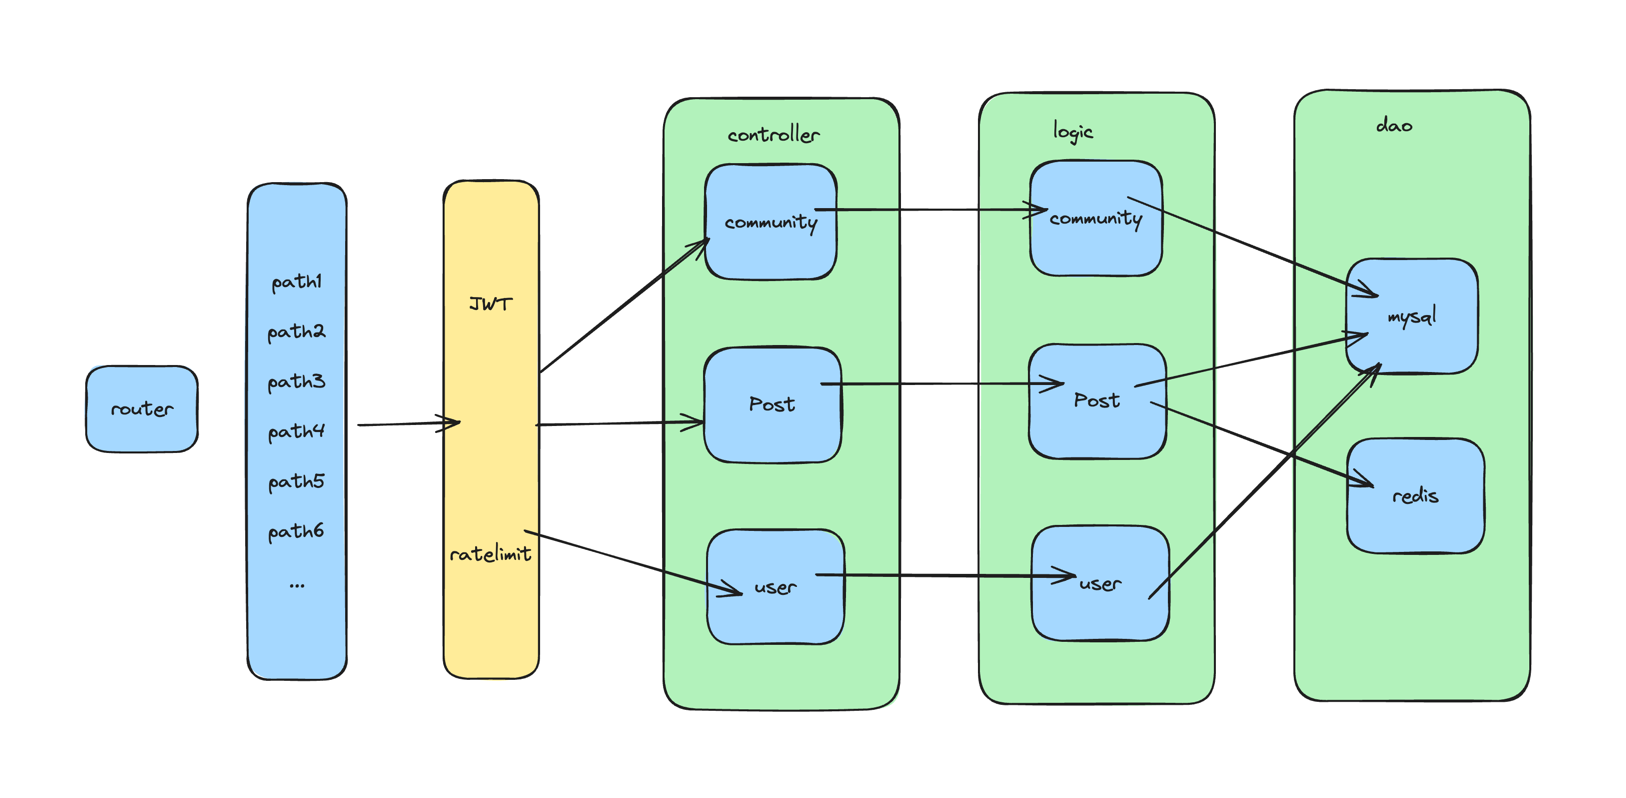 router
path1
path2
path3
path4
path5
path6
...
JWT
ratelimit
controller
community
Post
user
logic
community
Post
user
dao
mysql
redis